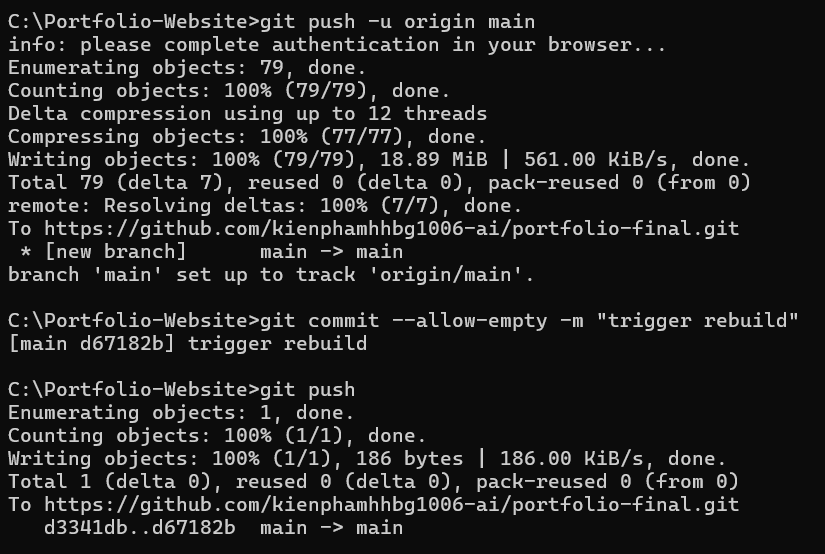 C:\Portfolio-Website>git push -u origin main
info: please complete authentication in your browser...
Enumerating objects: 79, done.
Counting objects: 100% (79/79), done.
Delta compression using up to 12 threads
Compressing objects: 100% (77/77), done.
Writing objects: 100% (79/79), 18.89 MiB | 561.00 KiB/s, done.
Total 79 (delta 7), reused 0 (delta 0), pack-reused 0 (from 0)
remote: Resolving deltas: 100% (7/7), done.
To https://github.com/kienphamhhbg1006-ai/portfolio-final.git
 * [new branch]      main -> main
branch 'main' set up to track 'origin/main'.

C:\Portfolio-Website>git commit --allow-empty -m "trigger rebuild"
[main d67182b] trigger rebuild

C:\Portfolio-Website>git push
Enumerating objects: 1, done.
Counting objects: 100% (1/1), done.
Writing objects: 100% (1/1), 186 bytes | 186.00 KiB/s, done.
Total 1 (delta 0), reused 0 (delta 0), pack-reused 0 (from 0)
To https://github.com/kienphamhhbg1006-ai/portfolio-final.git
   d3341db..d67182b  main -> main